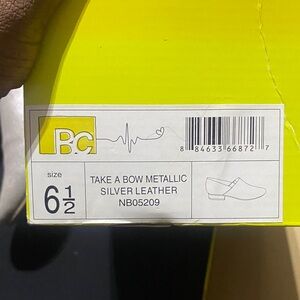 BC
8 84633 66872 7
size
6 1/2
TAKE A BOW METALLIC
SILVER LEATHER
NB05209